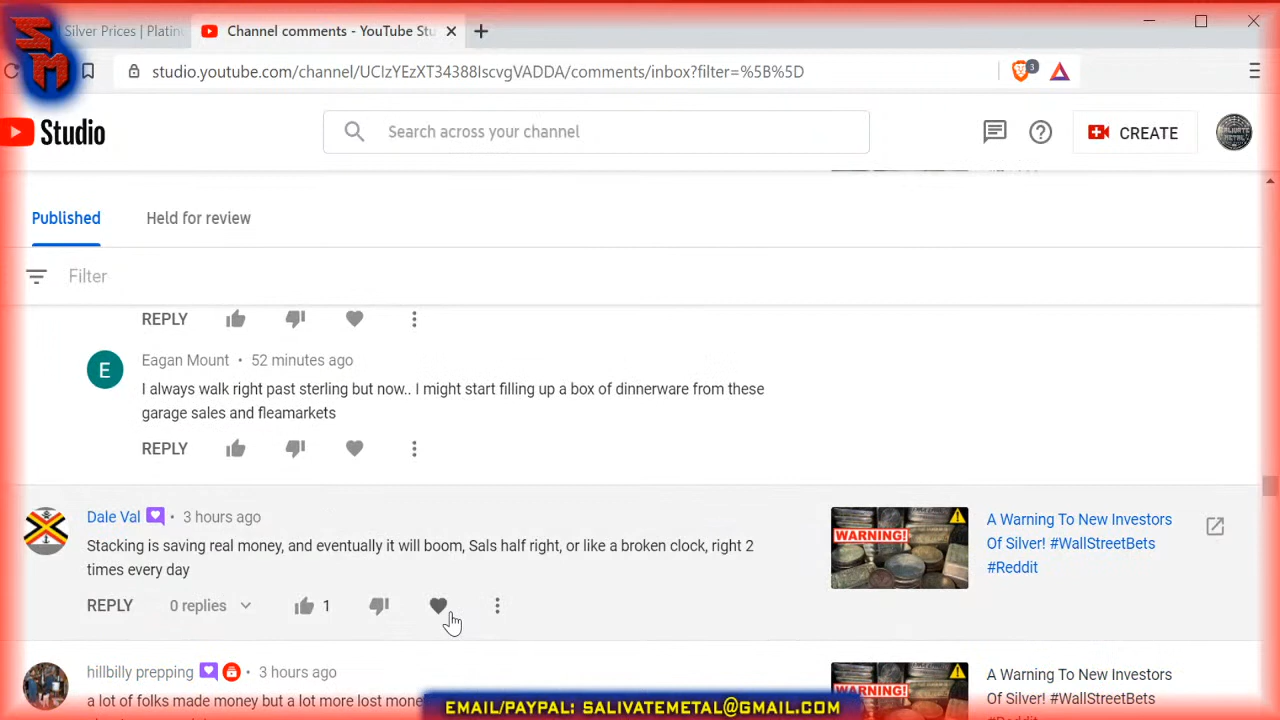 SM
Silver Prices | Platin
Channel comments - YouTube Stu
studio.youtube.com/channel/UCIzYEzXT34388IscvgVADDA/comments/inbox?filter=%5B%5D
3
Studio
Search across your channel
CREATE
Published
Held for review
Filter
REPLY
E
Eagan Mount • 52 minutes ago
I always walk right past sterling but now.. I might start filling up a box of dinnerware from these
garage sales and fleamarkets
REPLY
Dale Val • 3 hours ago
Stacking is saving real money, and eventually it will boom, Sals half right, or like a broken clock, right 2
times every day
REPLY 0 replies 1
WARNING!
A Warning To New Investors
Of Silver! #WallStreetBets
#Reddit
hillbilly prepping • 3 hours ago
a lot of folks made money but a lot more lost mone
WARNING!
A Warning To New Investors
Of Silver! #WallStreetBets
EMAIL/PAYPAL: SALIVATEMETAL@GMAIL.COM